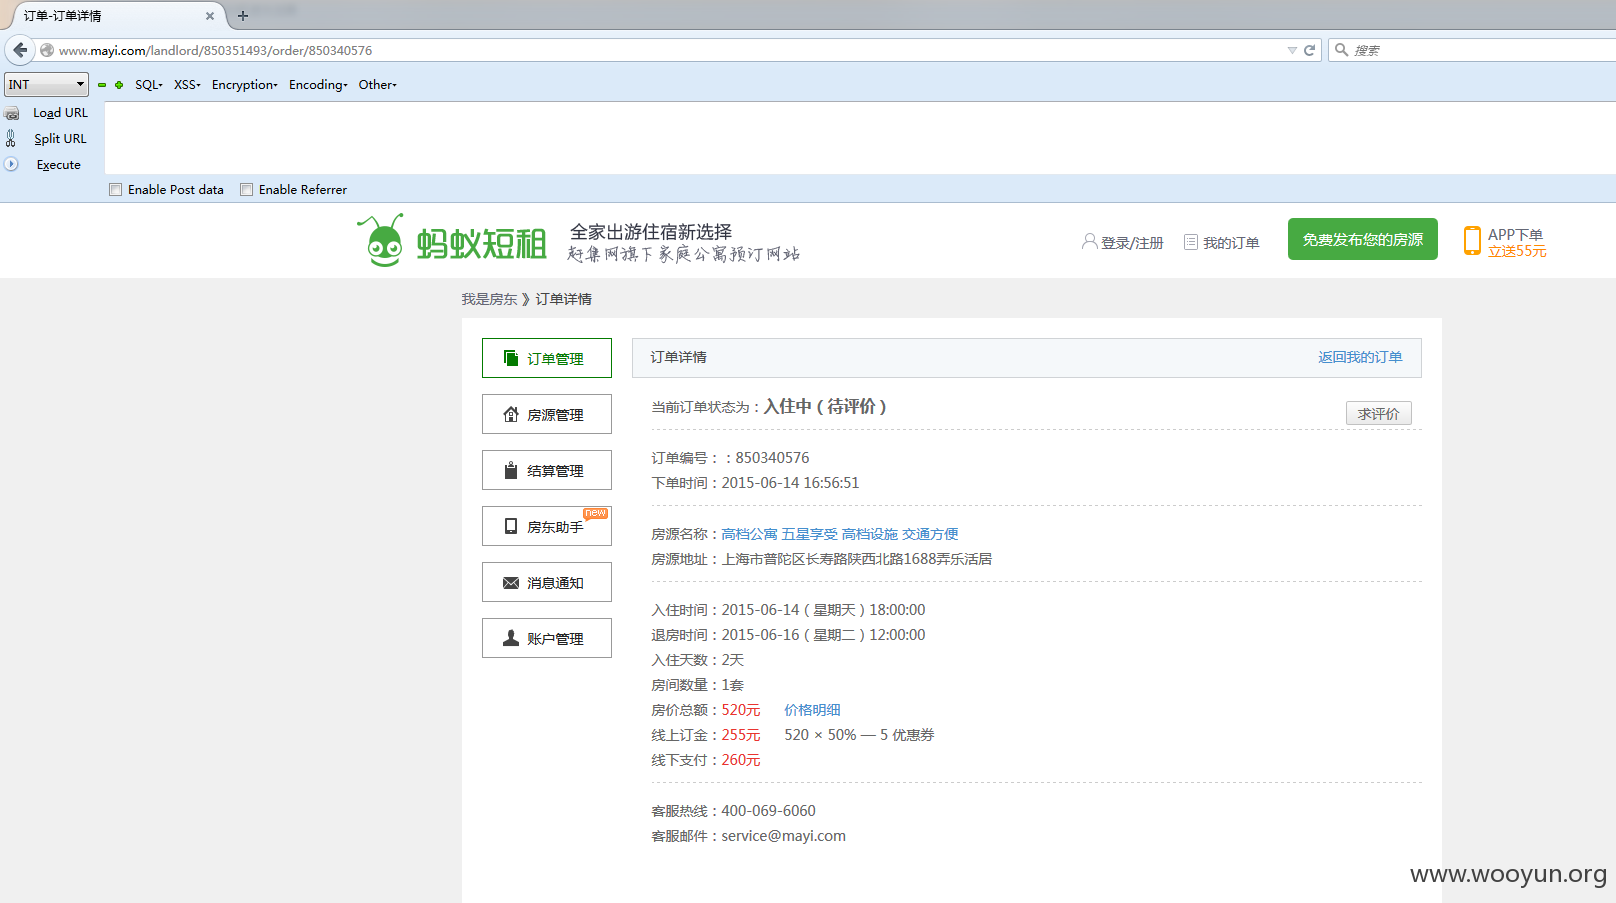 订单-订单详情
www.mayi.com/landlord/850351493/order/850340576
搜索
INT
SQL
XSS
Encryption
Encoding
Other
Load URL
Split URL
Execute
Enable Post data
Enable Referrer
蚂蚁短租
全家出游住宿新选择
赶集网旗下家庭公寓预订网站
登录/注册
我的订单
免费发布您的房源
APP下单
立送55元
我是房东 》订单详情
订单管理
房源管理
结算管理
房东助手
new
消息通知
账户管理
订单详情
返回我的订单
当前订单状态为：入住中（待评价）
求评价
订单编号：：850340576
下单时间：2015-06-14 16:56:51
房源名称：高档公寓 五星享受 高档设施 交通方便
房源地址：上海市普陀区长寿路陕西北路1688弄乐活居
入住时间：2015-06-14（星期天）18:00:00
退房时间：2015-06-16（星期二）12:00:00
入住天数：2天
房间数量：1套
房价总额：520元 价格明细
线上订金：255元 520 × 50% — 5 优惠券
线下支付：260元
客服热线：400-069-6060
客服邮件：service@mayi.com
www.wooyun.org